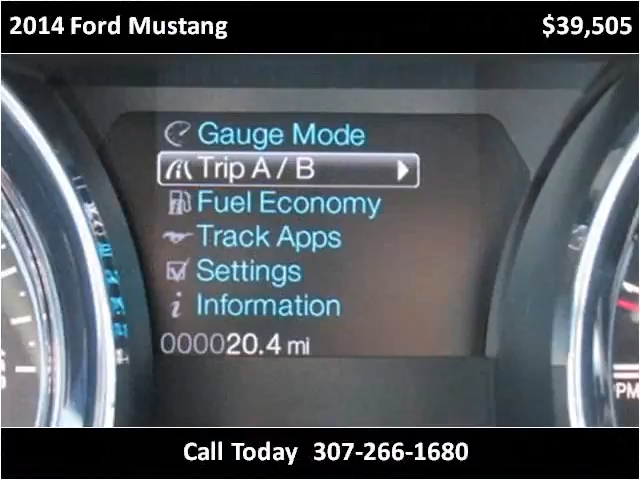 2014 Ford Mustang $39,505
Gauge Mode
Trip A / B
Fuel Economy
Track Apps
Settings
Information
000020.4 mi
PM
Call Today 307-266-1680